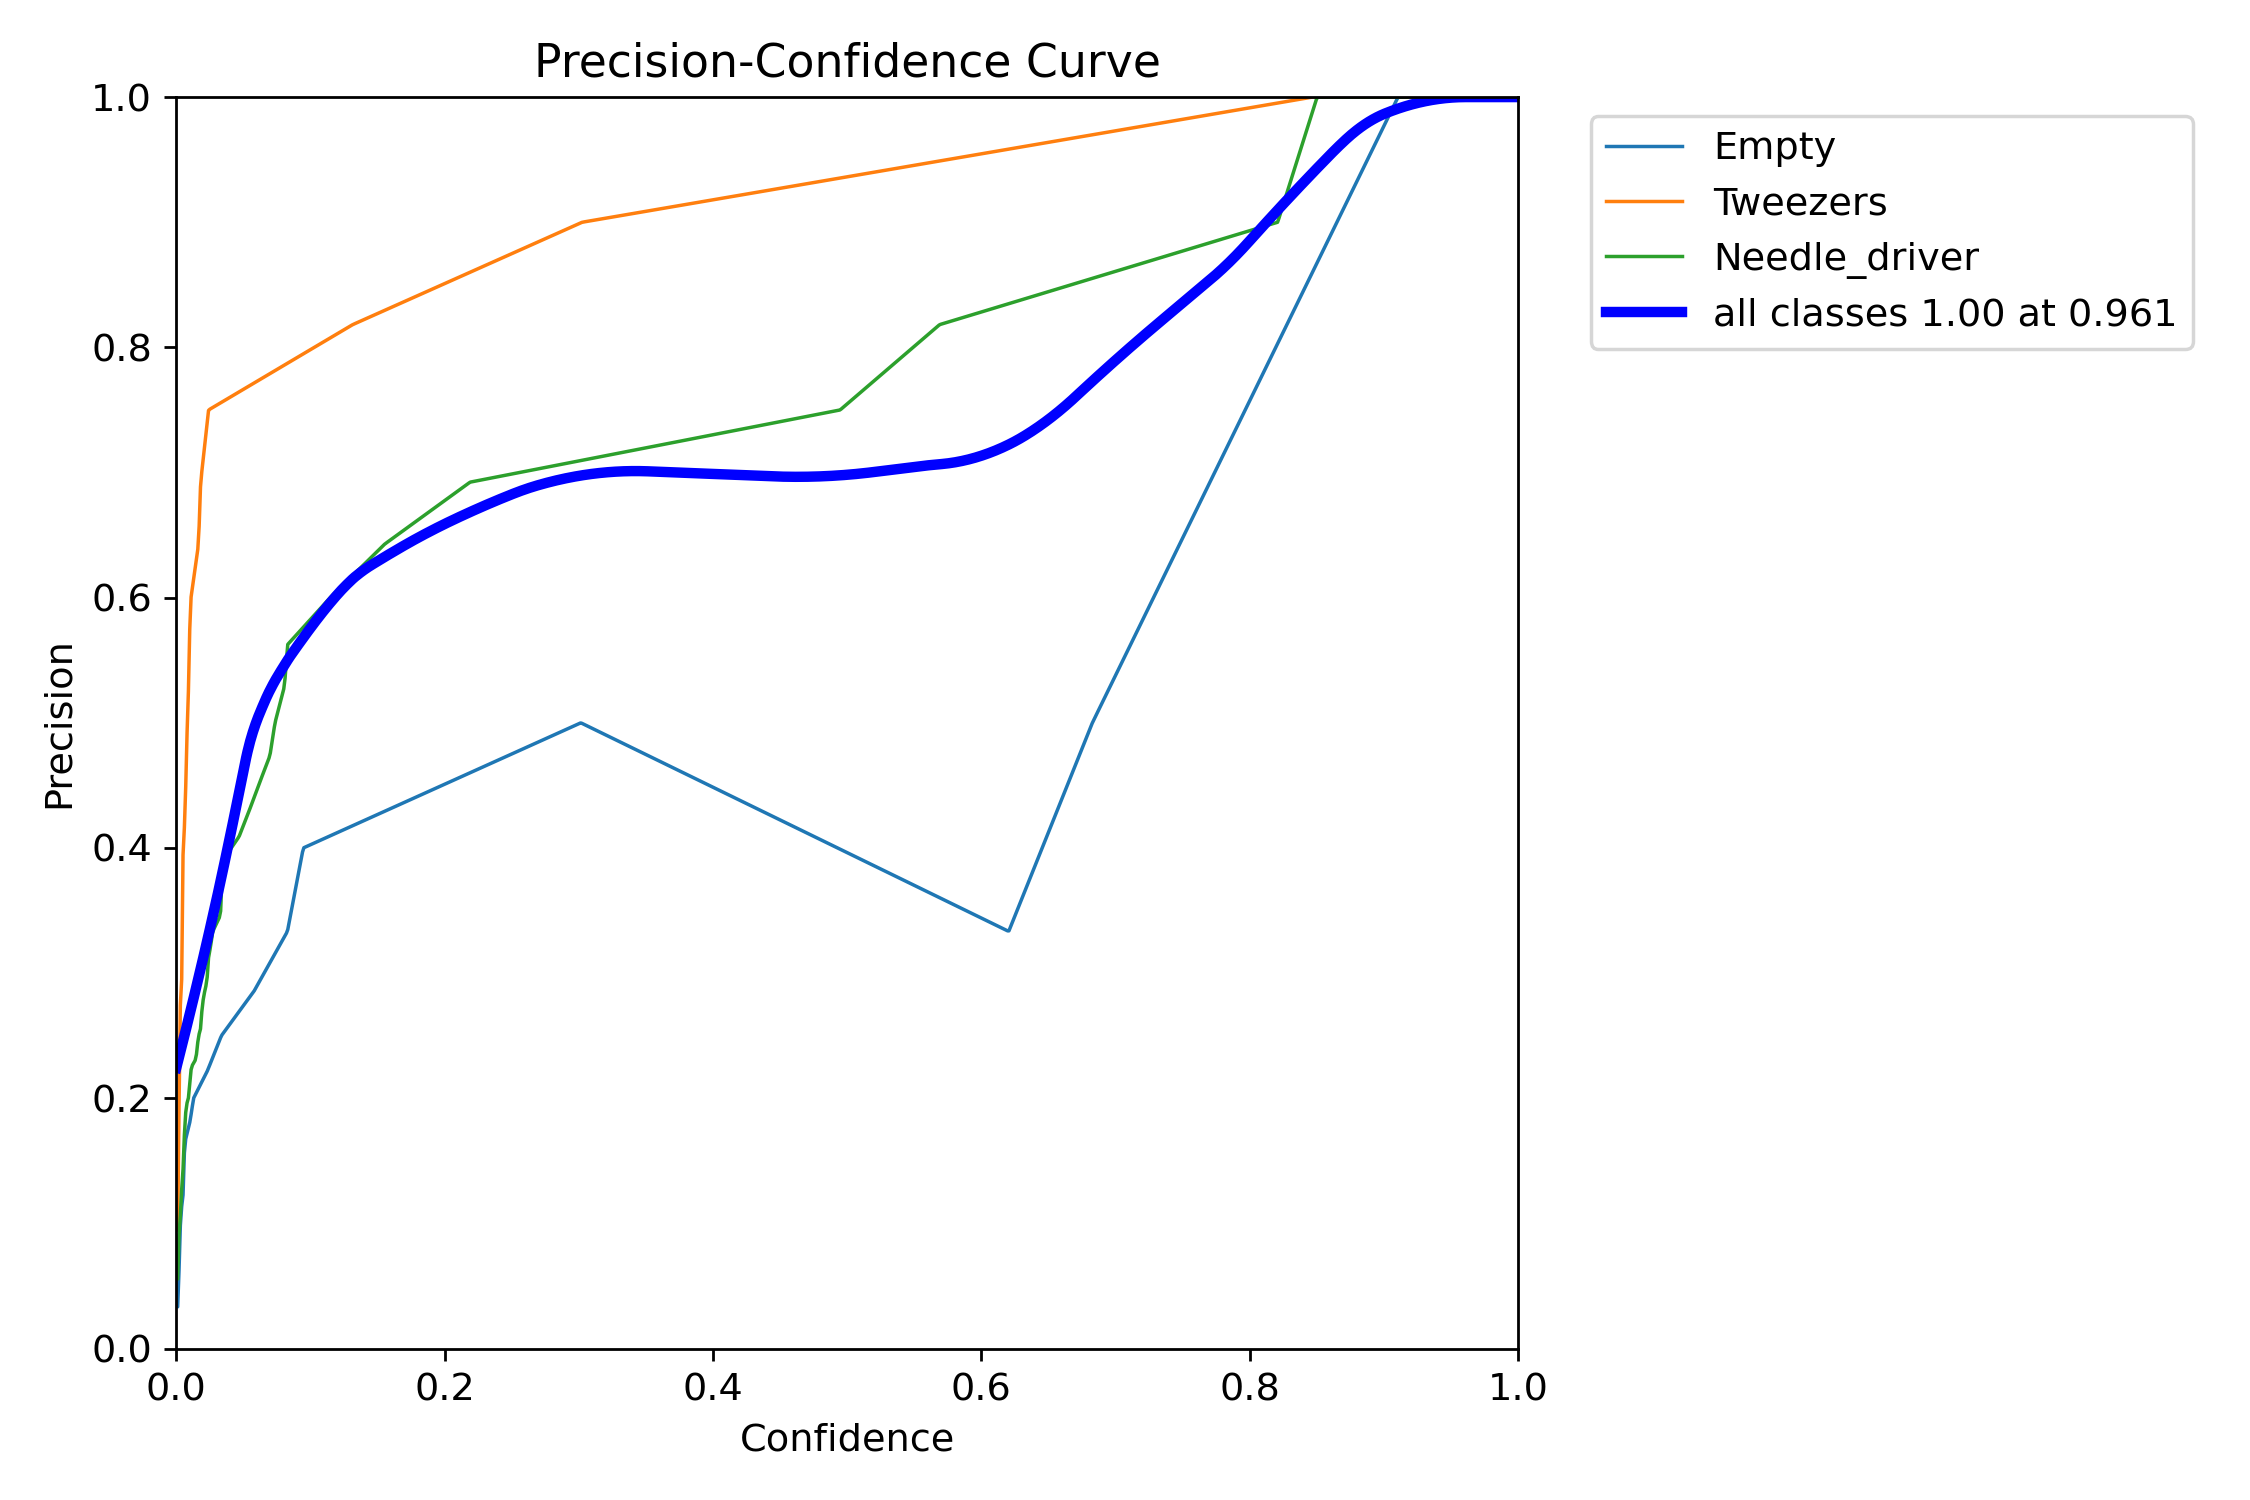 Precision-Confidence Curve
1.0
0.8
0.6
0.4
0.2
0.0
Precision
0.0 0.2 0.4 0.6 0.8 1.0
Confidence
Empty
Tweezers
Needle_driver
all classes 1.00 at 0.961